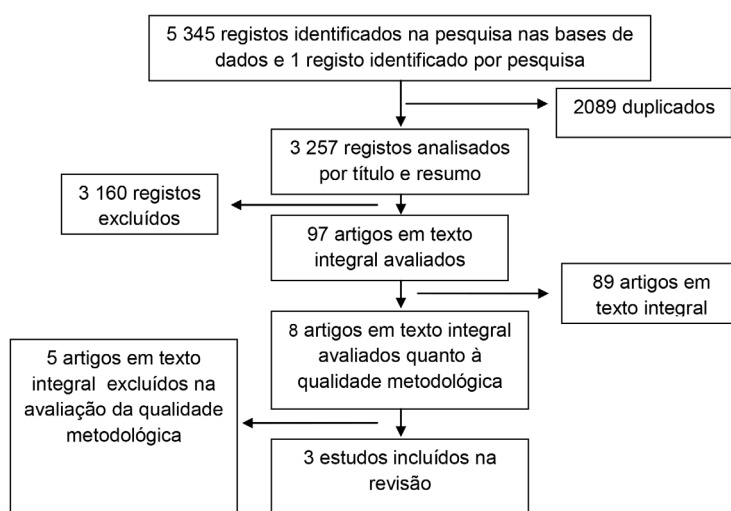 5 345 registos identificados na pesquisa nas bases de
dados e 1 registo identificado por pesquisa
2089 duplicados
3 257 registos analisados
por título e resumo
3 160 registos
excluídos
97 artigos em texto
integral avaliados
89 artigos em
texto integral
8 artigos em texto integral
avaliados quanto à
qualidade metodológica
5 artigos em texto
integral excluídos na
avaliação da qualidade
metodológica
3 estudos incluídos na
revisão